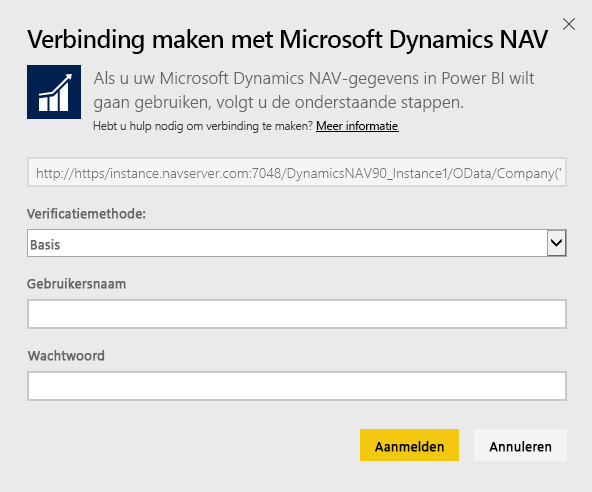 Verbinding maken met Microsoft Dynamics NAV
Als u uw Microsoft Dynamics NAV-gegevens in Power BI wilt
gaan gebruiken, volgt u de onderstaande stappen.
Hebt u hulp nodig om verbinding te maken? Meer informatie
http://https/instance.navserver.com:7048/DynamicsNAV90_Instance1/OData/Company('
Verificatiemethode:
Basis
Gebruikersnaam
Wachtwoord
Aanmelden
Annuleren